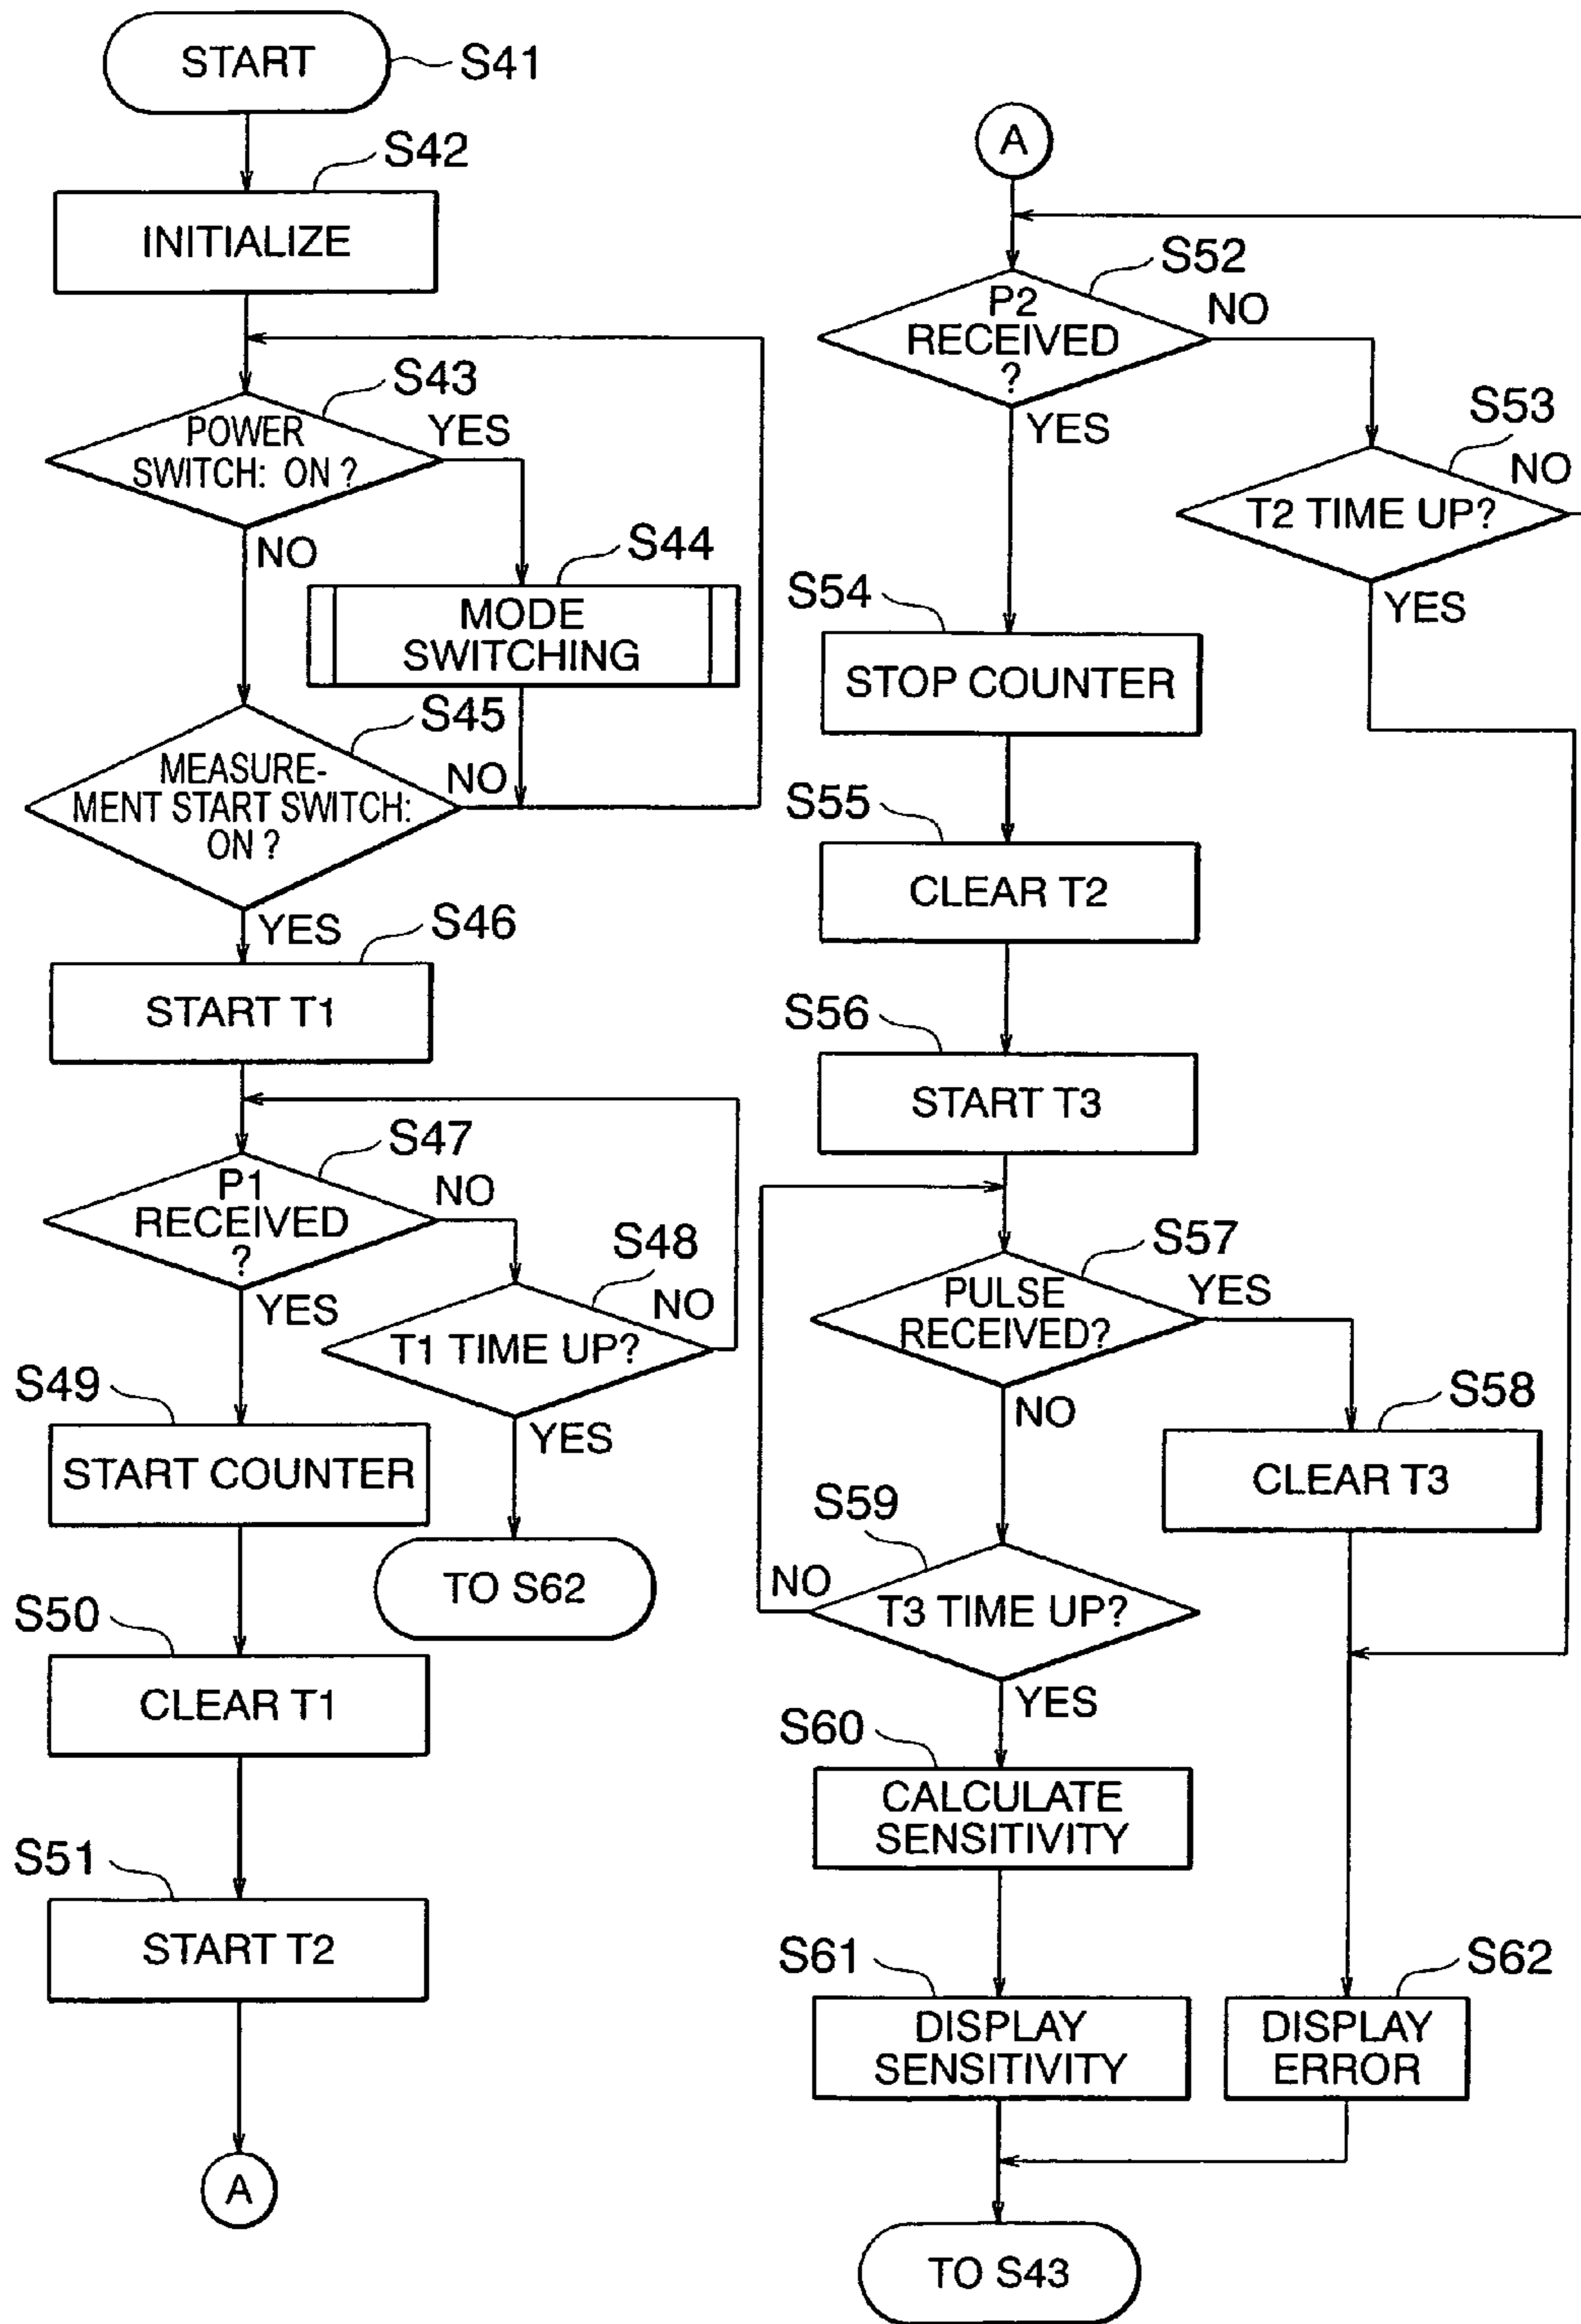 START
S41
S42
INITIALIZE
S43
POWER
SWITCH: ON ?
YES
NO
S44
MODE
SWITCHING
S45
MEASURE-
MENT START SWITCH:
ON ?
NO
YES
S46
START T1
S47
P1
RECEIVED
?
NO
YES
S48
T1 TIME UP?
NO
YES
TO S62
S49
START COUNTER
S50
CLEAR T1
S51
START T2
A
A
S52
P2
RECEIVED
?
NO
YES
S53
T2 TIME UP?
NO
YES
S54
STOP COUNTER
S55
CLEAR T2
S56
START T3
S57
PULSE
RECEIVED?
YES
NO
S58
CLEAR T3
S59
T3 TIME UP?
NO
YES
S60
CALCULATE
SENSITIVITY
S61
DISPLAY
SENSITIVITY
S62
DISPLAY
ERROR
TO S43